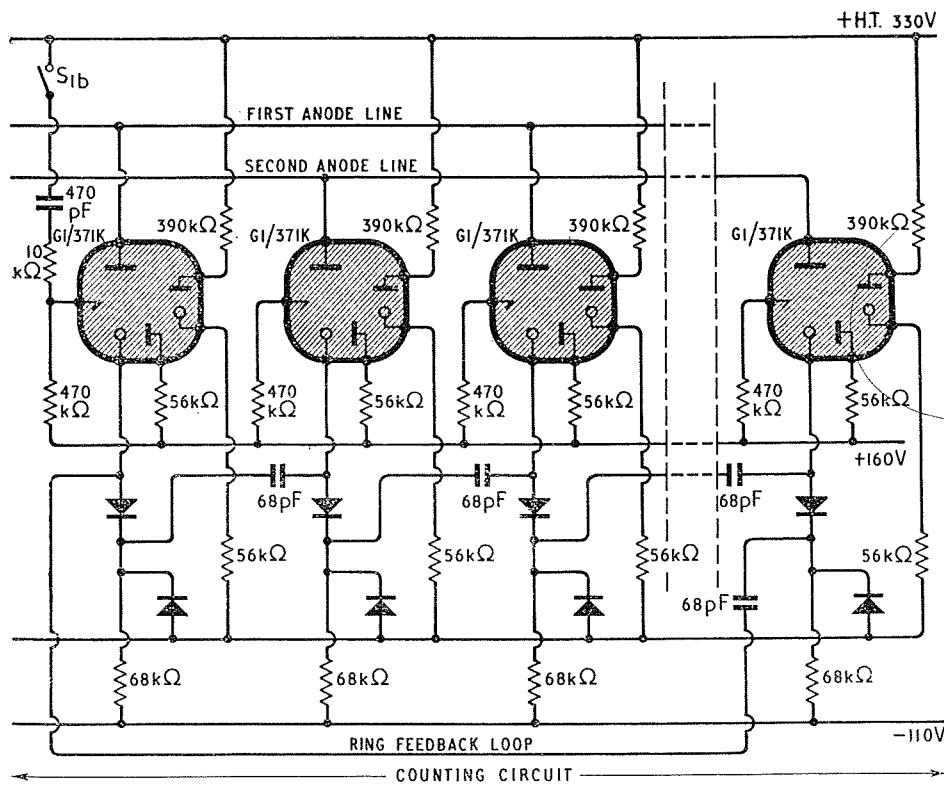 +H.T. 330V
S1b
FIRST ANODE LINE
SECOND ANODE LINE
470
pF
G1/371K
390kΩ
390kΩ
G1/371K
390kΩ
G1/371K
390kΩ
G1/371K
10
kΩ
470
kΩ
56kΩ
470
kΩ
56kΩ
470
kΩ
56kΩ
470
kΩ
56kΩ
+160V
68pF
68pF
68pF
56kΩ
56kΩ
56kΩ
56kΩ
68pF
68kΩ
68kΩ
68kΩ
68kΩ
-110V
RING FEEDBACK LOOP
COUNTING CIRCUIT